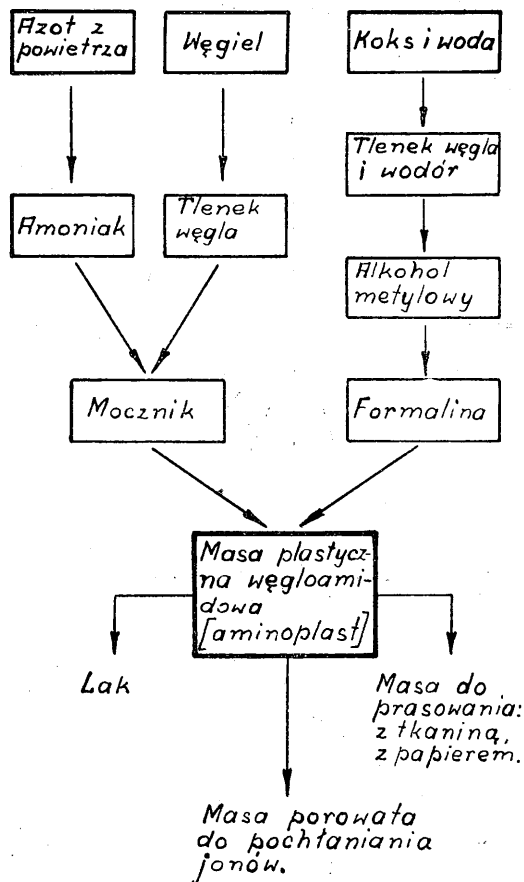 Azot z
powietrza
Węgiel
Koks i woda
Tlenek węgla
i wodór
Amoniak
Tlenek
węgla
Alkohol
metylowy
Mocznik
Formalina
Masa plastycz-
na węgloami-
dowa
[aminoplast]
Lak
Masa do
prasowania:
z tkaniną,
z papierem.
Masa porowata
do pochłaniania
jonów.